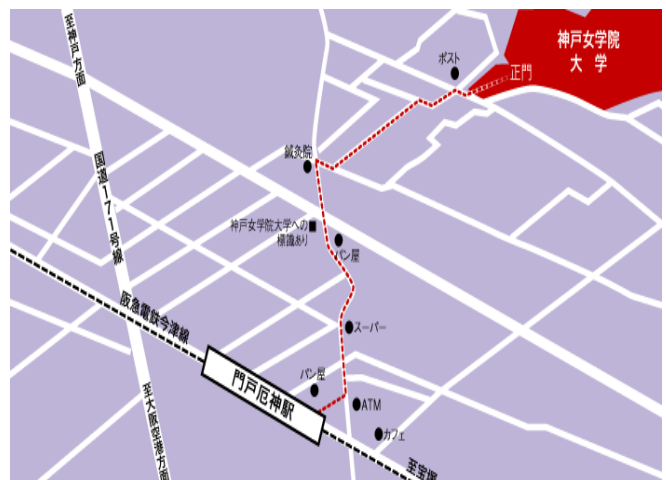 至神戸方面
神戸女学院
大学
ポスト
正門
鍼灸院
国道171号線
神戸女学院大学への
標識あり
パン屋
阪急電鉄今津線
スーパー
パン屋
門戸厄神駅
ATM
カフェ
至大阪空港方面
至宝塚